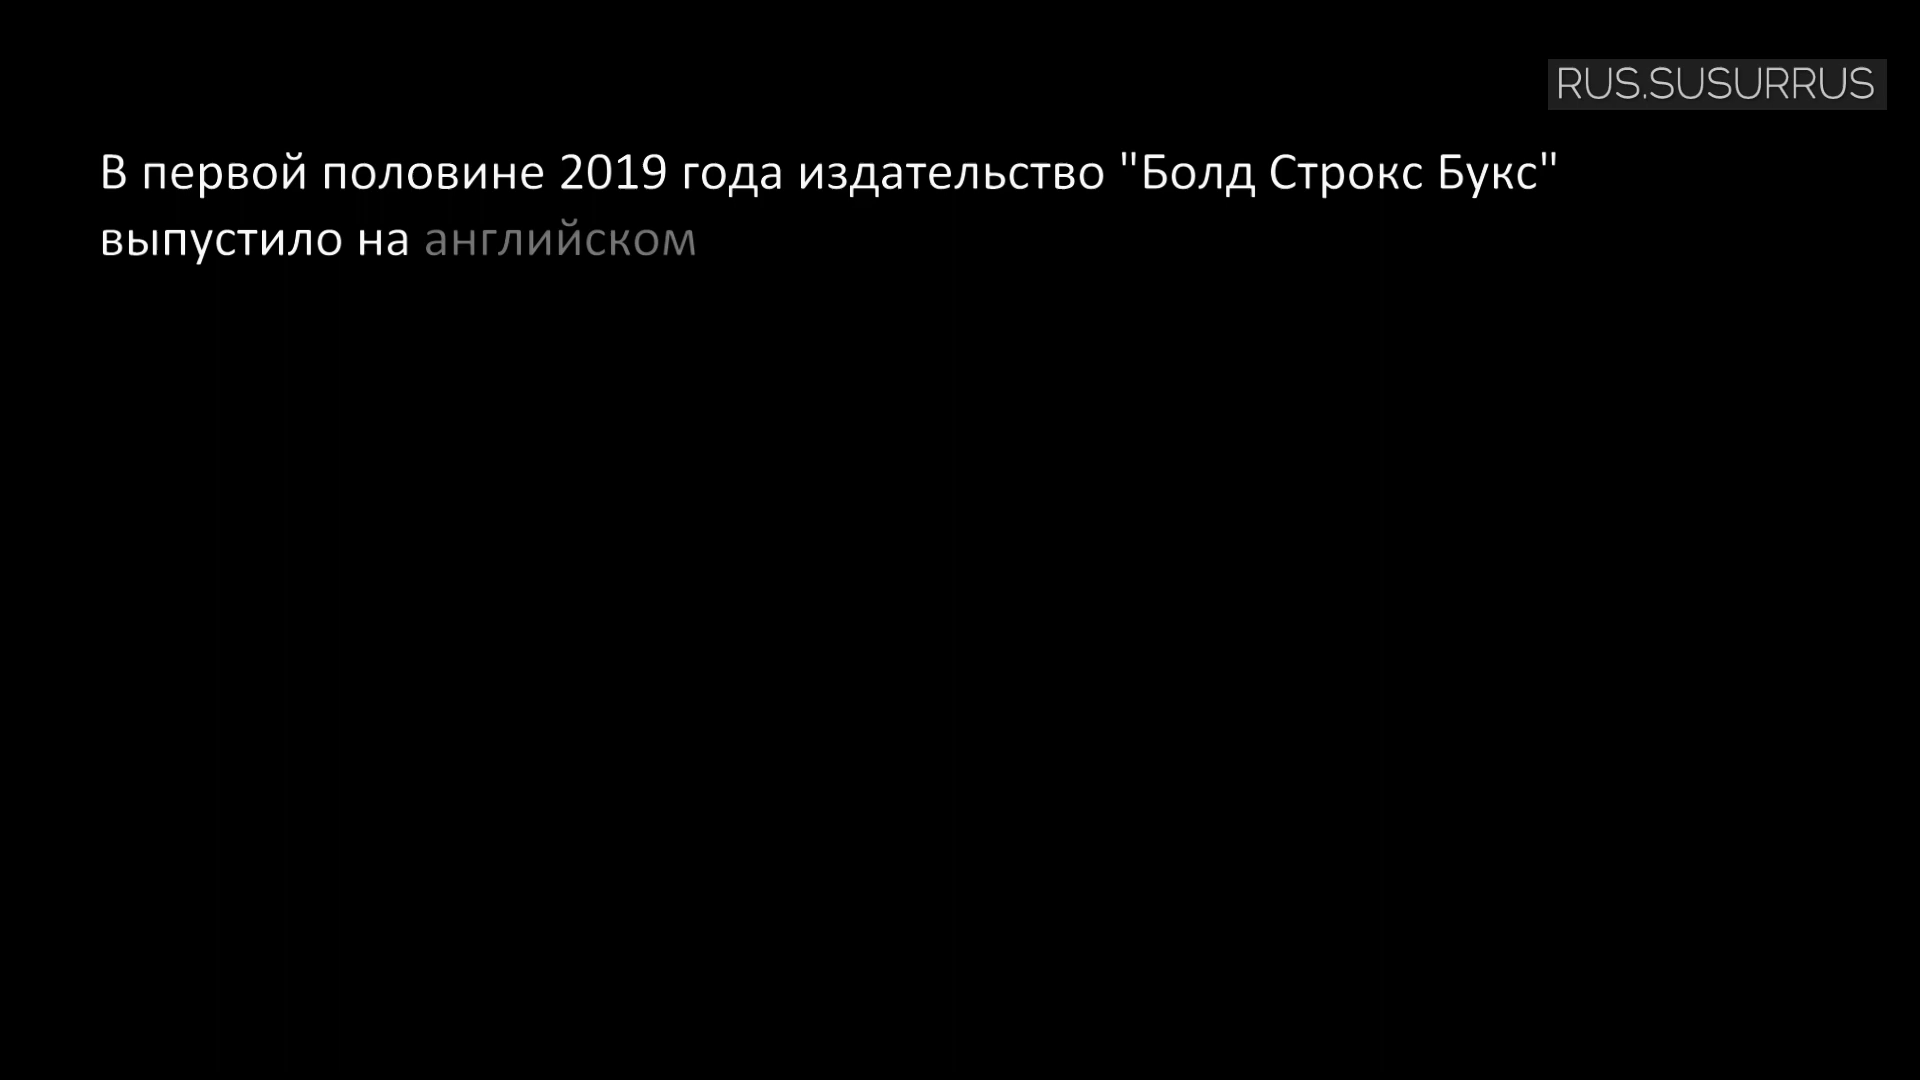 RUS.SUSURRUS
В первой половине 2019 года издательство "Болд Строкс Букс"
выпустило на английском